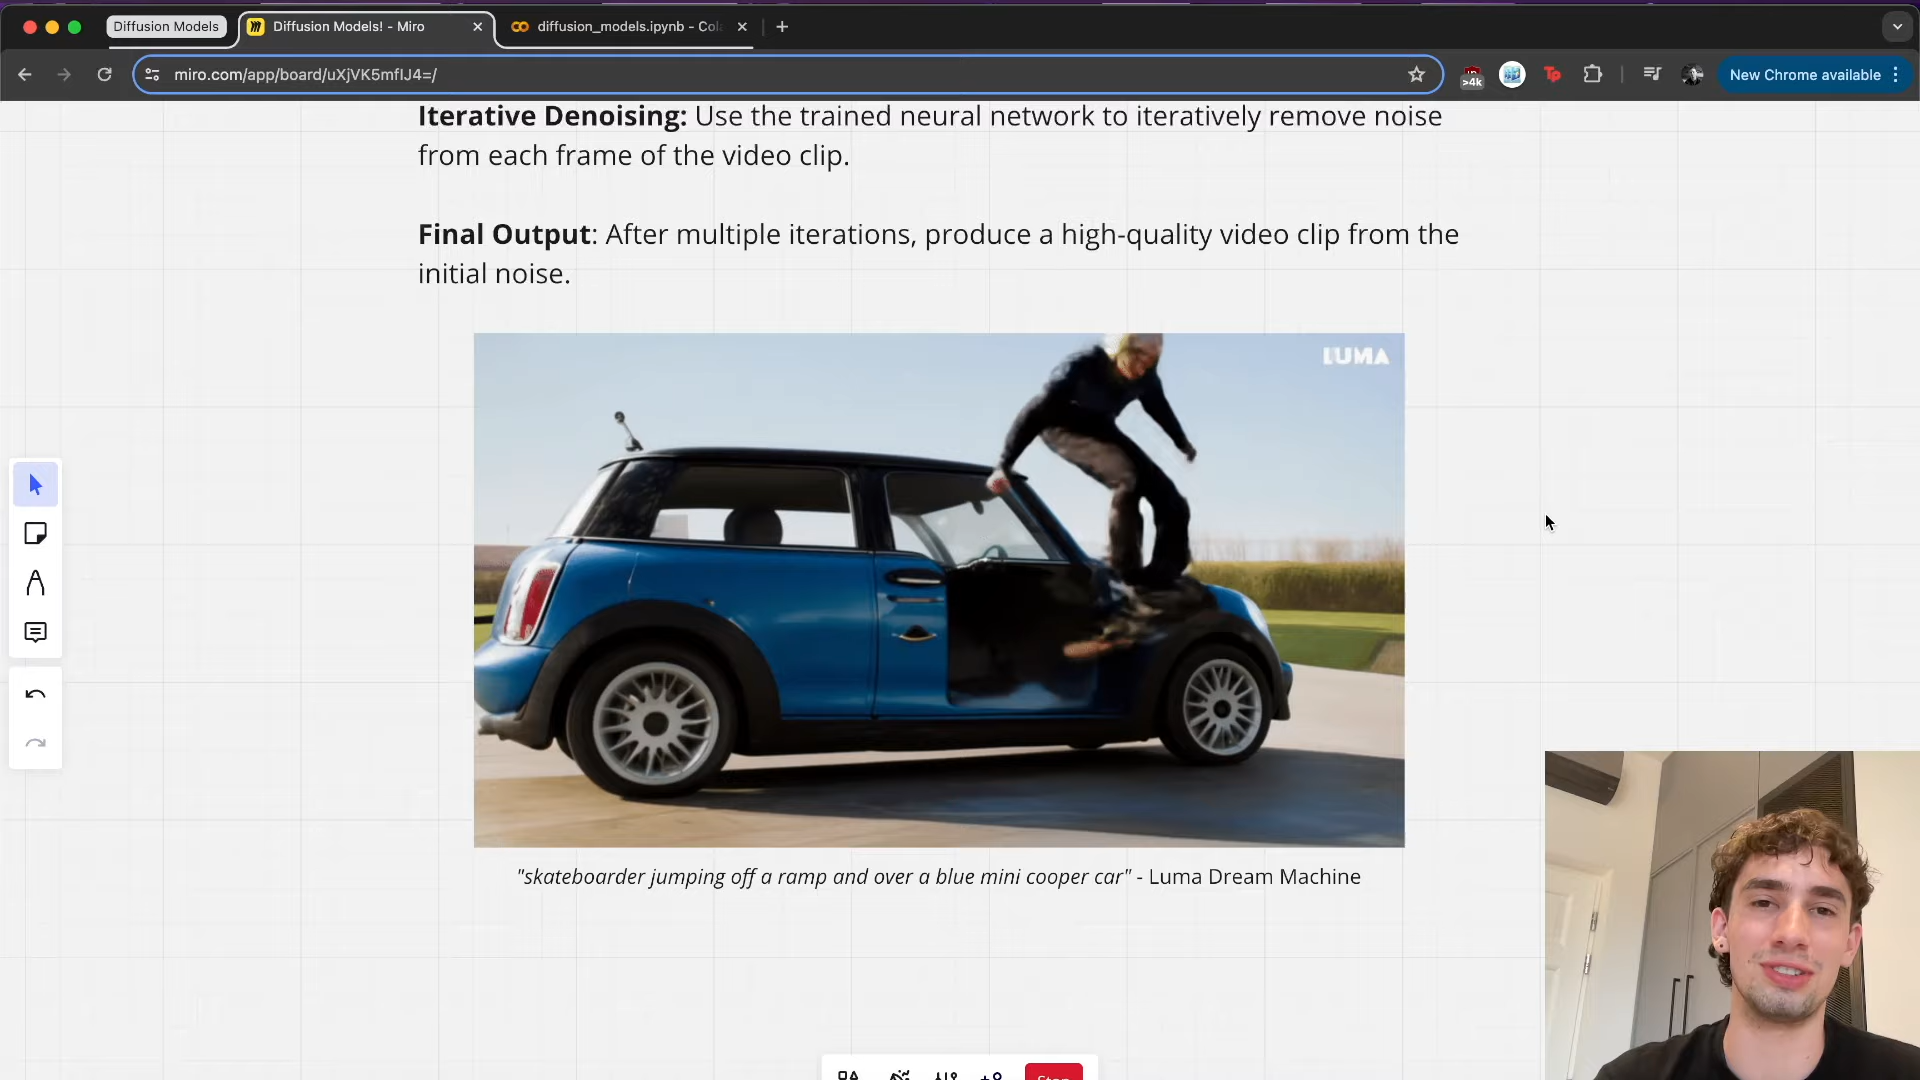 Diffusion Models
Diffusion Models! - Miro
diffusion_models.ipynb - Col
miro.com/app/board/uXjVK5mfIJ4=/
>4k
New Chrome available
Iterative Denoising: Use the trained neural network to iteratively remove noise
from each frame of the video clip.
Final Output: After multiple iterations, produce a high-quality video clip from the
initial noise.
LUMA
"skateboarder jumping off a ramp and over a blue mini cooper car" - Luma Dream Machine
Stop